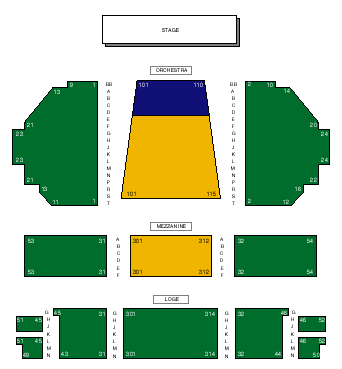 STAGE
ORCHESTRA
9 1 BB 101 110 BB 2 10
13 A A 14
B B
C C
D D
E E
21 F F 20
23 G G 24
H H
J J
K K
L L
23 M M 24
N N
21 P P 22
13 R R 16
101 115
11 1 S S
T T 2 12
MEZZANINE
53 31 A 301 312 A 32 54
B B
C C
D D
E E
53 31 F 301 312 F 32 54
LOGE
51 45 G 45 31 301 314 32 46 G 46 52
H H
J J
K K
51 45 L L 46 52
M M
49 N 43 31 301 314 32 44 N 50